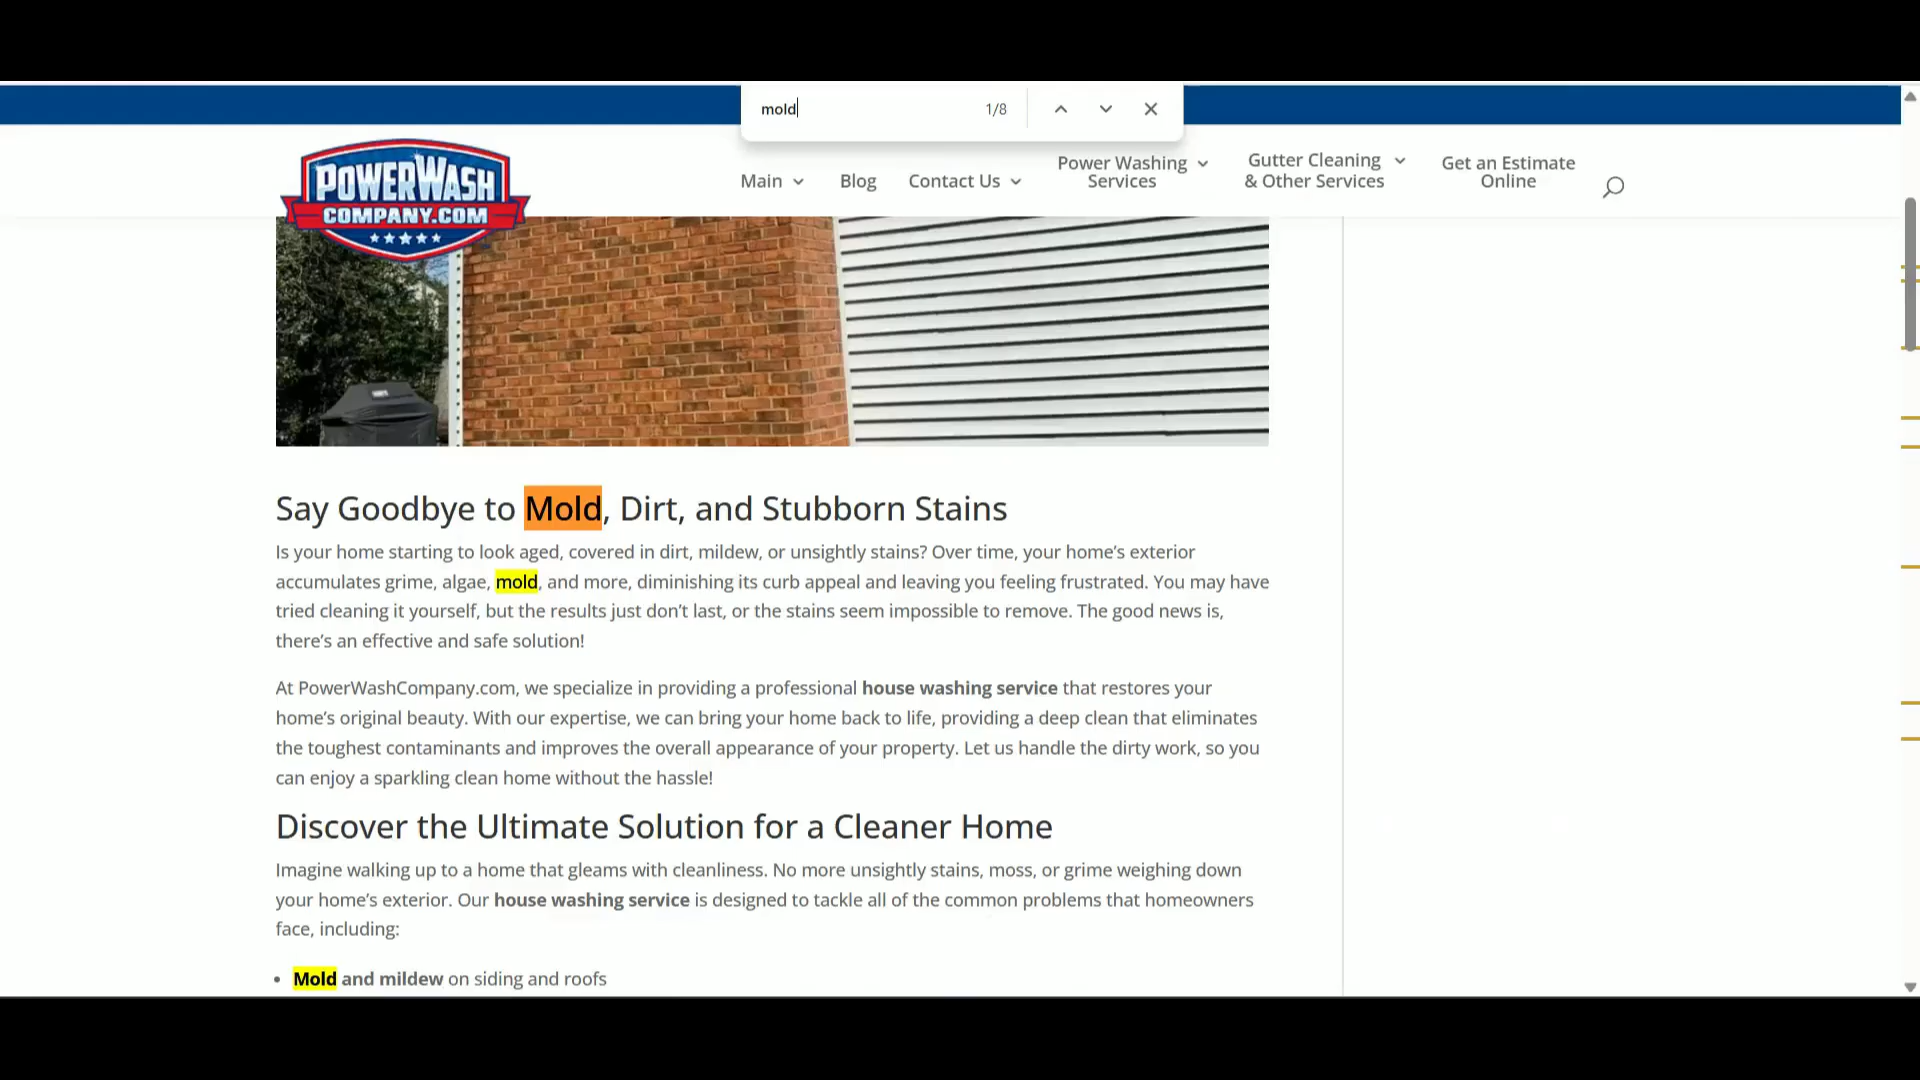 mold 1/8
POWERWASH
COMPANY.COM
Main
Blog
Contact Us
Power Washing
Services
Gutter Cleaning
& Other Services
Get an Estimate
Online
Say Goodbye to Mold, Dirt, and Stubborn Stains
Is your home starting to look aged, covered in dirt, mildew, or unsightly stains? Over time, your home’s exterior
accumulates grime, algae, mold, and more, diminishing its curb appeal and leaving you feeling frustrated. You may have
tried cleaning it yourself, but the results just don’t last, or the stains seem impossible to remove. The good news is,
there’s an effective and safe solution!
At PowerWashCompany.com, we specialize in providing a professional house washing service that restores your
home’s original beauty. With our expertise, we can bring your home back to life, providing a deep clean that eliminates
the toughest contaminants and improves the overall appearance of your property. Let us handle the dirty work, so you
can enjoy a sparkling clean home without the hassle!
Discover the Ultimate Solution for a Cleaner Home
Imagine walking up to a home that gleams with cleanliness. No more unsightly stains, moss, or grime weighing down
your home’s exterior. Our house washing service is designed to tackle all of the common problems that homeowners
face, including:
• Mold and mildew on siding and roofs